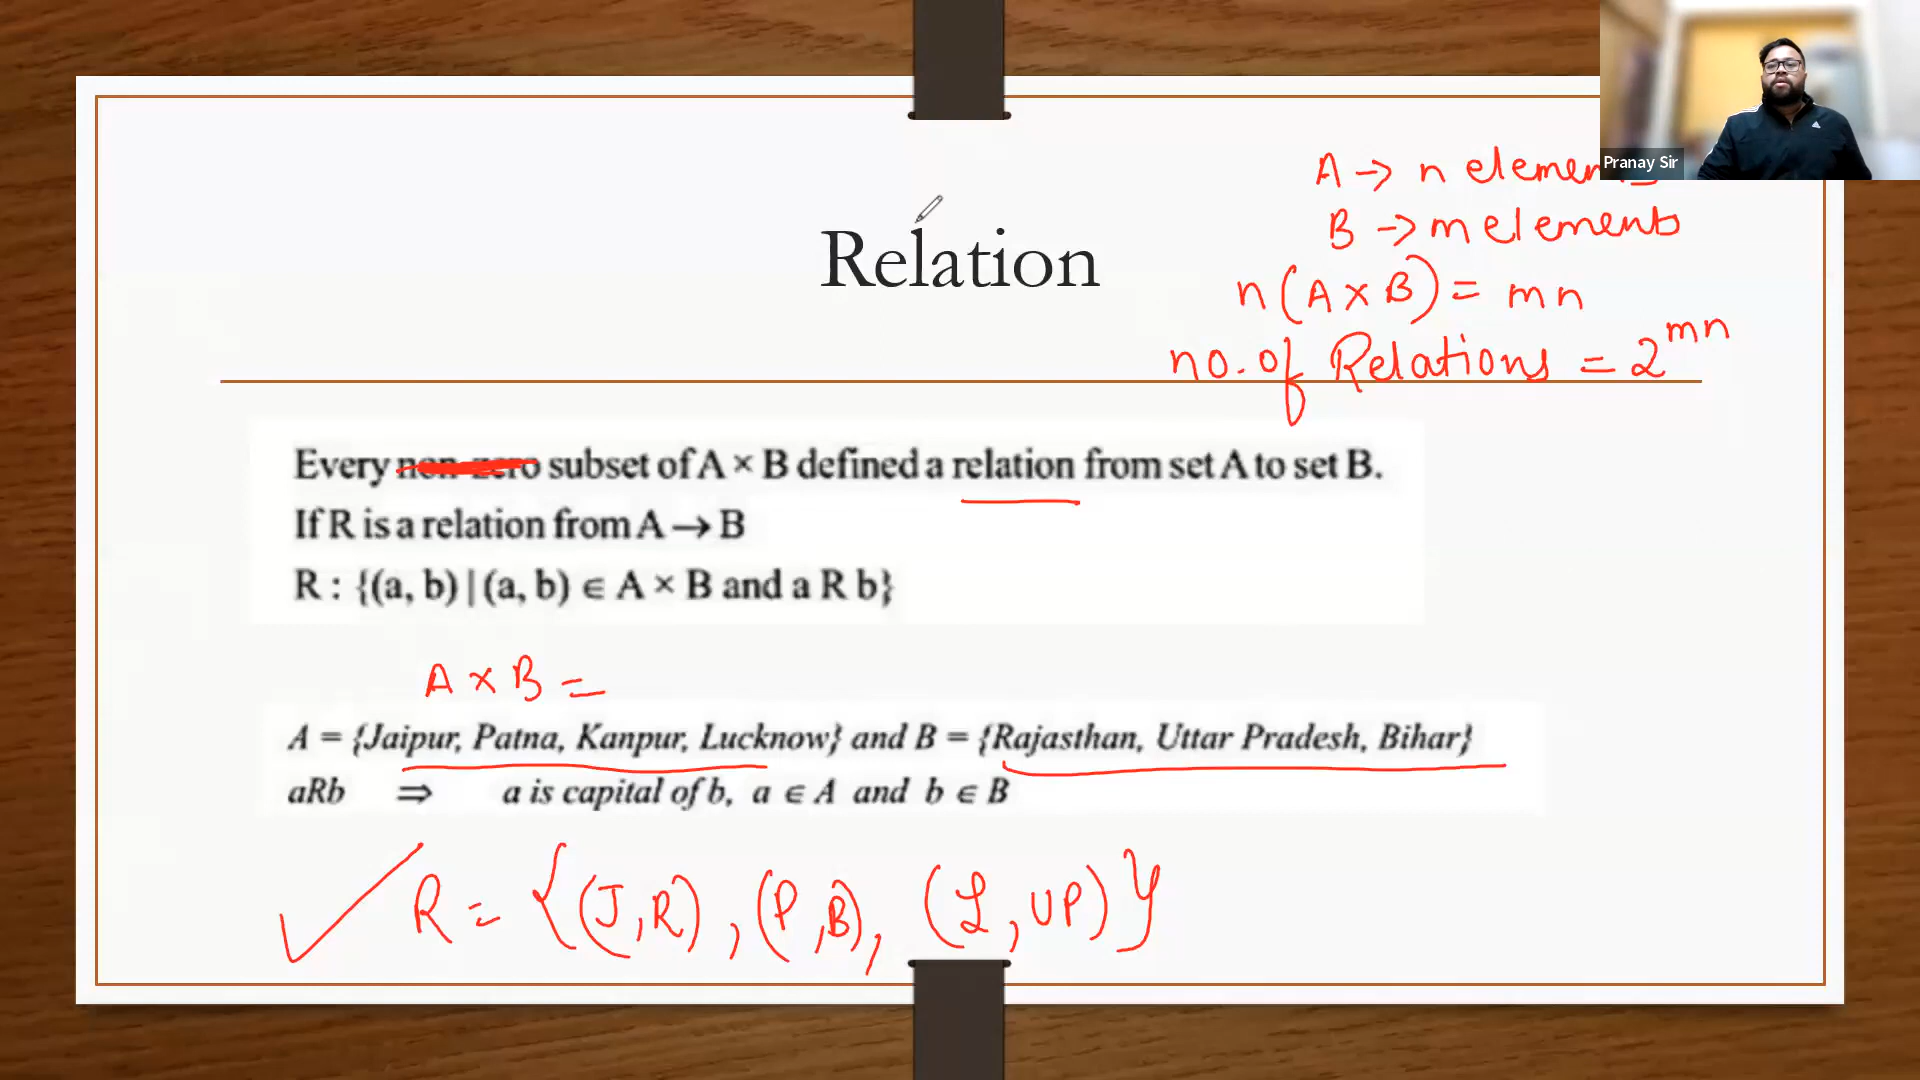 Pranay Sir
A → n elements
B → m elements
Relation
n(A × B) = mn
no. of Relations = 2^mn
Every non-zero subset of A × B defined a relation from set A to set B.
If R is a relation from A → B
R : {(a, b) | (a, b) ∈ A × B and a R b}
A × B =
A = {Jaipur, Patna, Kanpur, Lucknow} and B = {Rajasthan, Uttar Pradesh, Bihar}
aRb ⇒ a is capital of b, a ∈ A and b ∈ B
R = {(J,R), (P,B), (L,UP)}